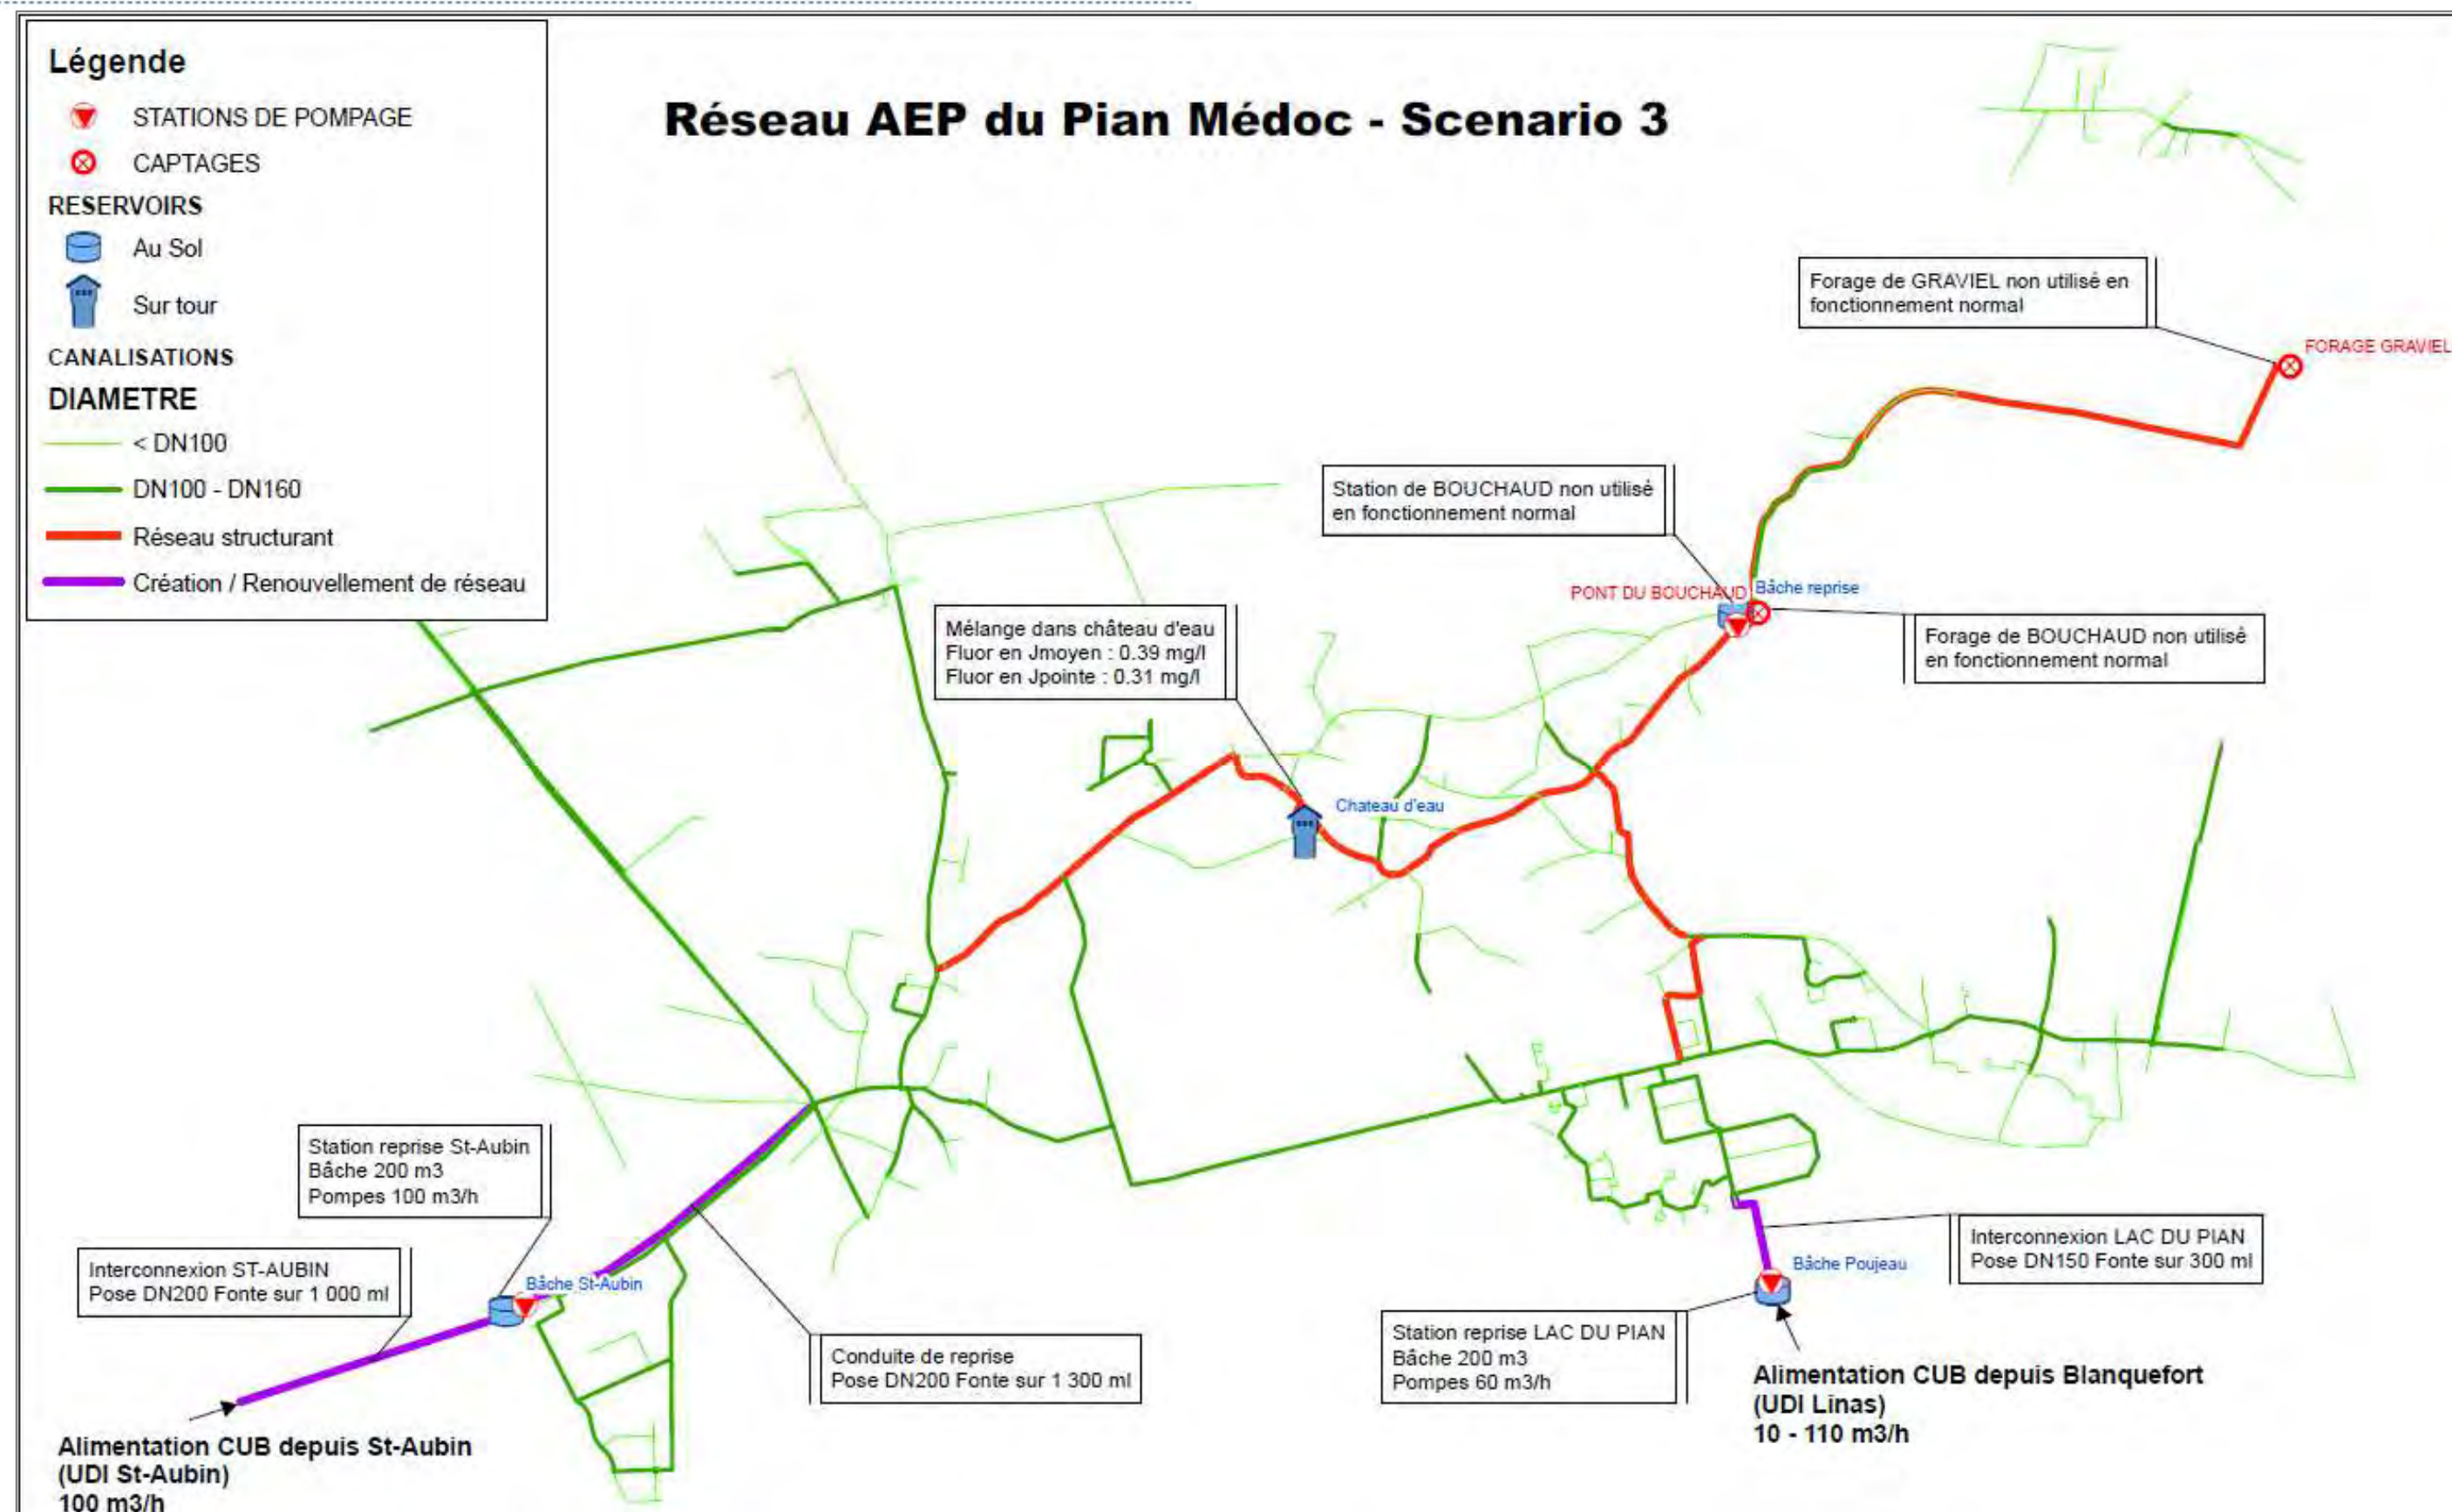 Légende
STATIONS DE POMPAGE
CAPTAGES
RESERVOIRS
Au Sol
Sur tour
CANALISATIONS
DIAMETRE
< DN100
DN100 - DN160
Réseau structurant
Création / Renouvellement de réseau
Réseau AEP du Pian Médoc - Scenario 3
Forage de GRAVIEL non utilisé en
fonctionnement normal
FORAGE GRAVIEL
Station de BOUCHAUD non utilisé
en fonctionnement normal
PONT DU BOUCHAUD
Bâche reprise
Forage de BOUCHAUD non utilisé
en fonctionnement normal
Mélange dans château d'eau
Fluor en Jmoyen : 0.39 mg/l
Fluor en Jpointe : 0.31 mg/l
Chateau d'eau
Station reprise St-Aubin
Bâche 200 m3
Pompes 100 m3/h
Interconnexion ST-AUBIN
Pose DN200 Fonte sur 1 000 ml
Bâche St-Aubin
Conduite de reprise
Pose DN200 Fonte sur 1 300 ml
Interconnexion LAC DU PIAN
Pose DN150 Fonte sur 300 ml
Bâche Poujeau
Station reprise LAC DU PIAN
Bâche 200 m3
Pompes 60 m3/h
Alimentation CUB depuis Blanquefort
(UDI Linas)
10 - 110 m3/h
Alimentation CUB depuis St-Aubin
(UDI St-Aubin)
100 m3/h